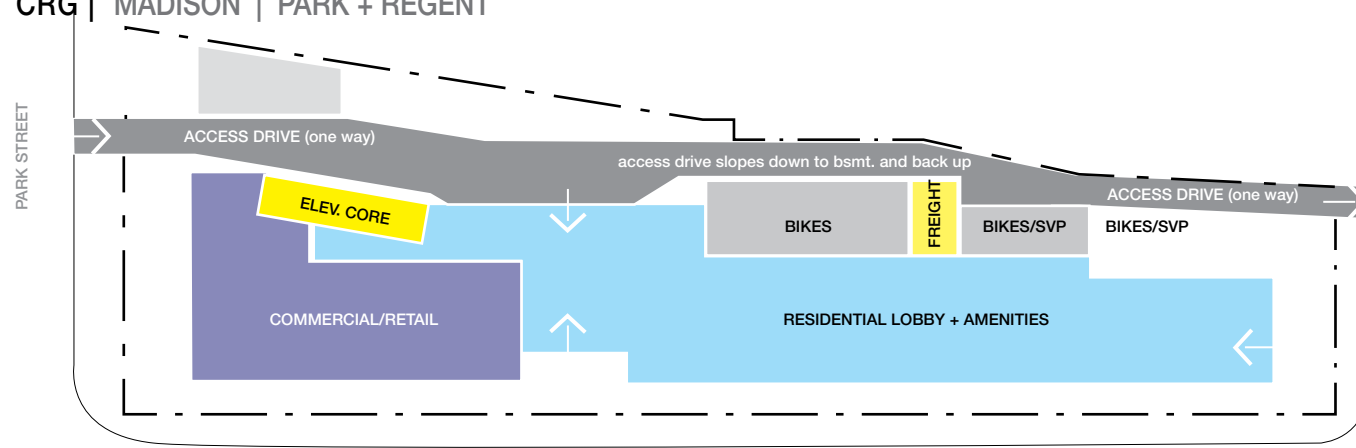 CRG | MADISON | PARK + REGENT
PARK STREET
ACCESS DRIVE (one way)
access drive slopes down to bsmt. and back up
ACCESS DRIVE (one way)
ELEV. CORE
BIKES
FREIGHT
BIKES/SVP
BIKES/SVP
COMMERCIAL/RETAIL
RESIDENTIAL LOBBY + AMENITIES